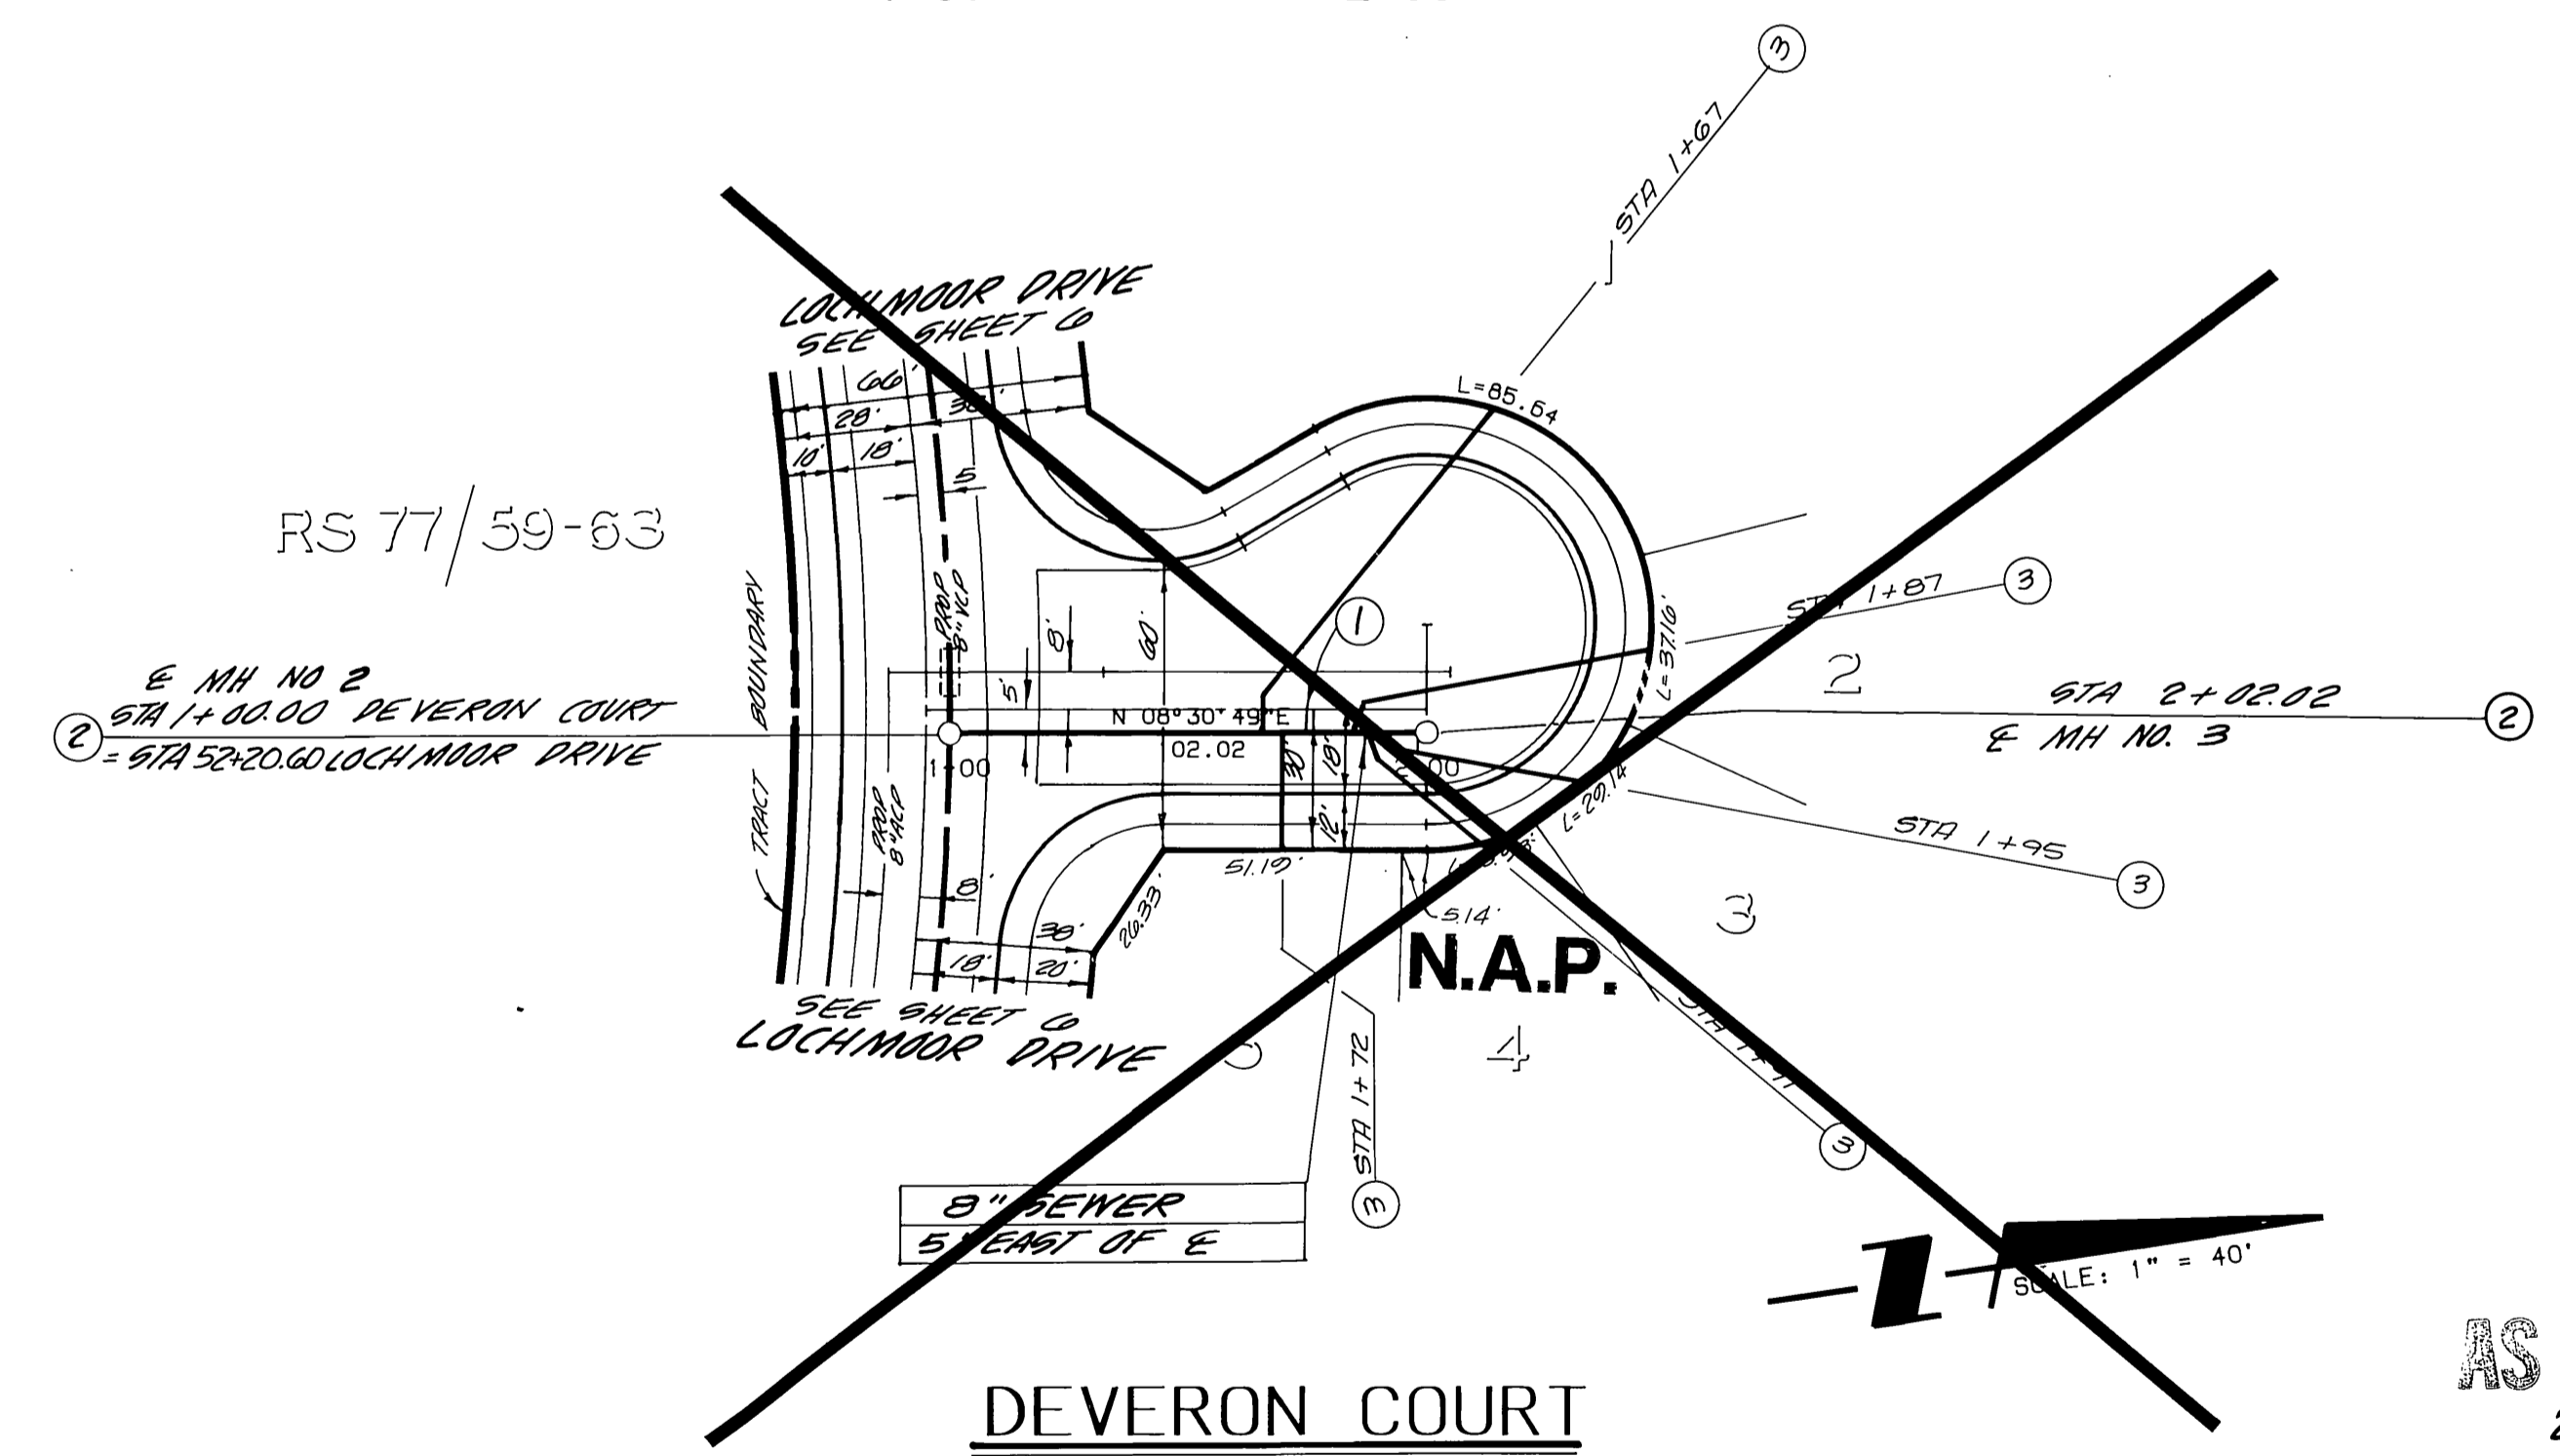 3
STA 1+67
1
LOCHMOOR DRIVE
SEE SHEET 6
66'
28'
10'
18'
5
L=85.64
RS 77/59-63
TRACT BOUNDARY
PROP
8" VCP
8'
60'
5'
1
STA 1+87
3
L=37.16'
2
℄ MH NO 2
STA 1+00.00 DEVERON COURT
= STA 52+20.60 LOCHMOOR DRIVE
2
N 08°30'49"E
02.02
1+00
30'
18'
12'
STA 2+02.02
℄ MH NO. 3
2
PROP
8" ACP
8'
51.19'
26.33'
L=29.14'
5.14'
STA 1+95
3
3
38'
18'
20'
N.A.P.
SEE SHEET 6
LOCHMOOR DRIVE
4
STA 1+72
3
3
8" SEWER
5' EAST OF ℄
SCALE: 1" = 40'
DEVERON COURT
AS